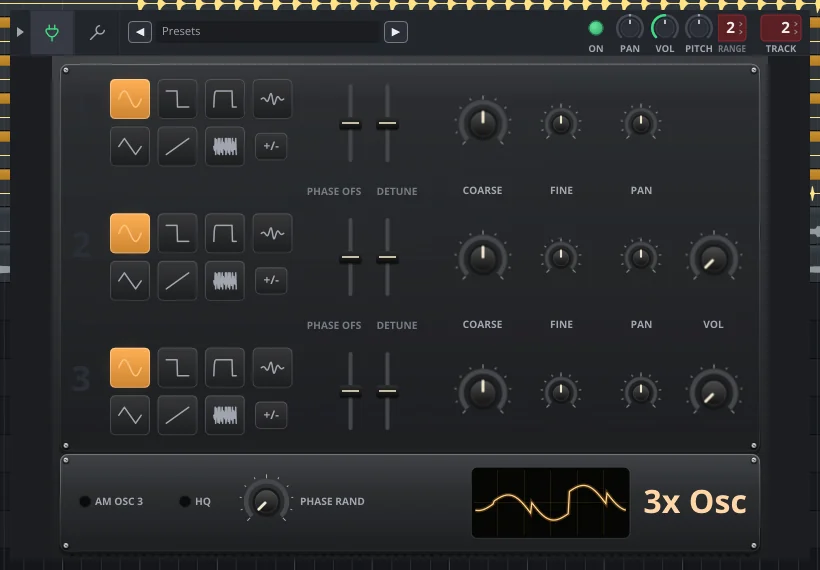 Presets
2
2
ON PAN VOL PITCH RANGE TRACK
+/-
PHASE OFS DETUNE COARSE FINE PAN
2
+/-
PHASE OFS DETUNE COARSE FINE PAN VOL
3
+/-
AM OSC 3 HQ PHASE RAND
3x Osc